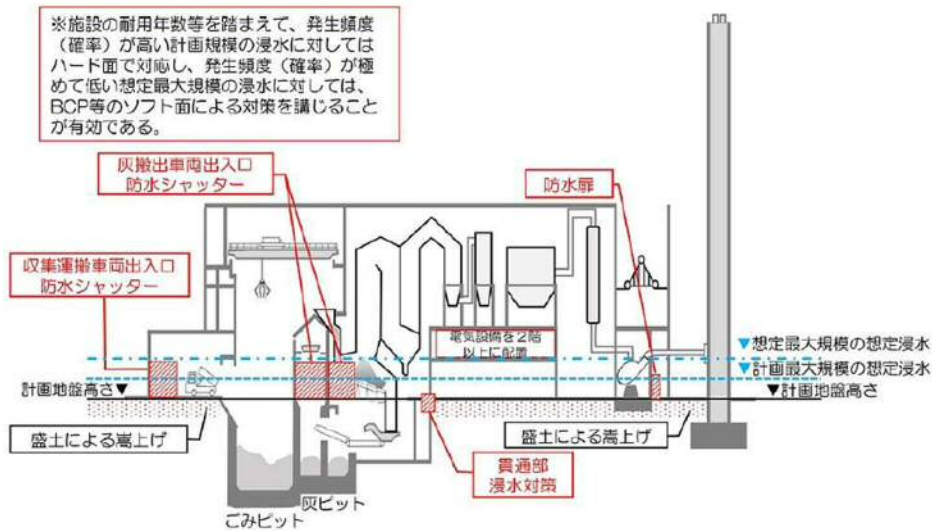 ※施設の耐用年数等を踏まえて、発生頻度
（確率）が高い計画規模の浸水に対しては
ハード面で対応し、発生頻度（確率）が極
めて低い想定最大規模の浸水に対しては、
BCP等のソフト面による対策を講じること
が有効である。
灰搬出車両出入口
防水シャッター
防水扉
収集運搬車両出入口
防水シャッター
電気設備を2階
以上に配置
▼想定最大規模の想定浸水
▼計画最大規模の想定浸水
計画地盤高さ▼
▼計画地盤高さ
盛土による嵩上げ
盛土による嵩上げ
貫通部
浸水対策
灰ピット
ごみピット